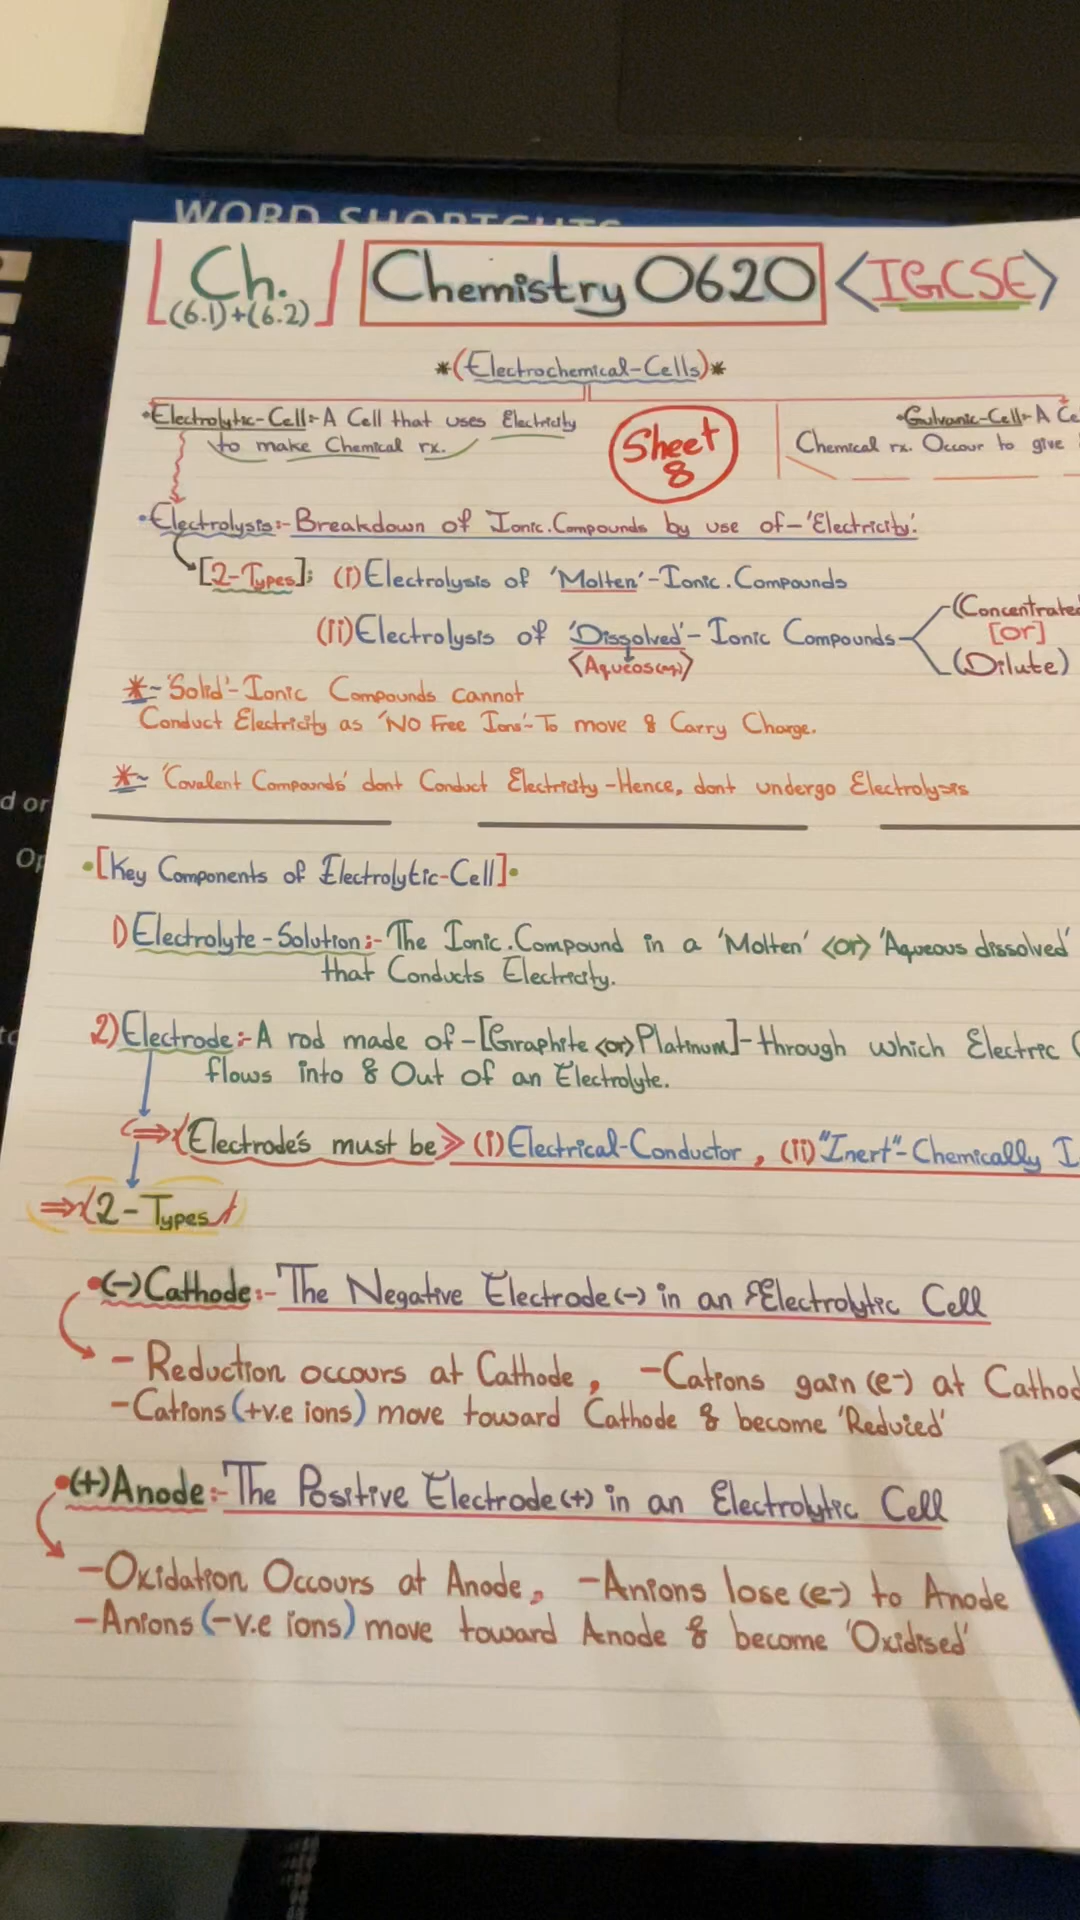 WORD SHORTCUTS
Ch. (6.1)+(6.2)
Chemistry 0620
<IGCSE>
*(Electrochemical-Cells)*
•Electrolytic-Cell:- A Cell that uses Electricity
to make Chemical rx.
Sheet 8
•Galvanic-Cell:- A Ce
Chemical rx. Occour to give
•Electrolysis:- Breakdown of Ionic.Compounds by use of-'Electricity'.
[2-Types]: (i) Electrolysis of 'Molten'-Ionic.Compounds
(ii) Electrolysis of 'Dissolved'- Ionic Compounds
<Aqueos(aq)>
(Concentrate
[or]
(Dilute)
*~ 'Solid'-Ionic Compounds cannot
Conduct Electricity as 'NO Free Ions'- To move & Carry Charge.
*~ 'Covalent Compounds' dont Conduct Electricity-Hence, dont undergo Electrolysis
•[Key Components of Electrolytic-Cell]•
1) Electrolyte-Solution:- The Ionic.Compound in a 'Molten' <or> 'Aqueous dissolved'
that Conducts Electricity.
2) Electrode:- A rod made of-[Graphite <or> Platinum]-through which Electric
flows into & Out of an Electrolyte.
(Electrode's must be >> (i) Electrical-Conductor, (ii) "Inert"-Chemically
=> (2-Types)
•(-) Cathode:- The Negative Electrode(-) in an Electrolytic Cell
- Reduction occours at Cathode, - Cations gain (e-) at Cathod
- Cations (+v.e ions) move toward Cathode & become 'Reduced'
•(+) Anode:- The Positive Electrode(+) in an Electrolytic Cell
- Oxidation Occours at Anode, - Anions lose (e-) to Anode
- Anions (-v.e ions) move toward Anode & become 'Oxidised'